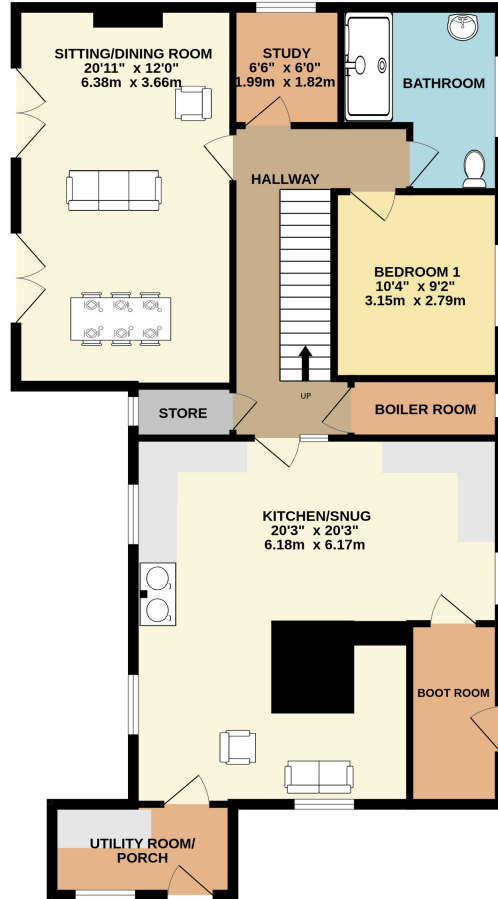 SITTING/DINING ROOM
20'11" x 12'0"
6.38m x 3.66m
STUDY
6'6" x 6'0"
1.99m x 1.82m
BATHROOM
HALLWAY
BEDROOM 1
10'4" x 9'2"
3.15m x 2.79m
UP
STORE
BOILER ROOM
KITCHEN/SNUG
20'3" x 20'3"
6.18m x 6.17m
BOOT ROOM
UTILITY ROOM/
PORCH